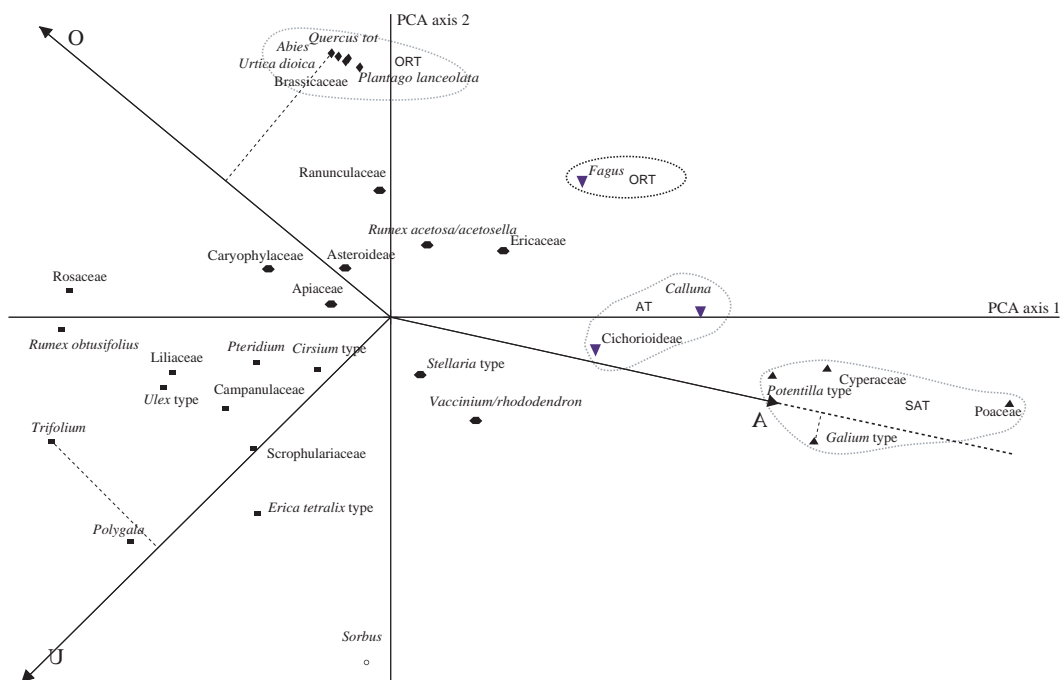 PCA axis 2
O
Quercus tot
Abies
ORT
Urtica dioica
Plantago lanceolata
Brassicaceae
Ranunculaceae
Fagus
ORT
Rumex acetosa/acetosella
Ericaceae
Caryophylaceae
Asteroideae
Rosaceae
Apiaceae
Calluna
AT
PCA axis 1
Cichorioideae
Rumex obtusifolius
Pteridium
Cirsium type
Liliaceae
Stellaria type
Ulex type
Campanulaceae
Potentilla type
Cyperaceae
Vaccinium/rhododendron
SAT
Poaceae
A
Trifolium
Galium type
Scrophulariaceae
Erica tetralix type
Polygala
Sorbus
U